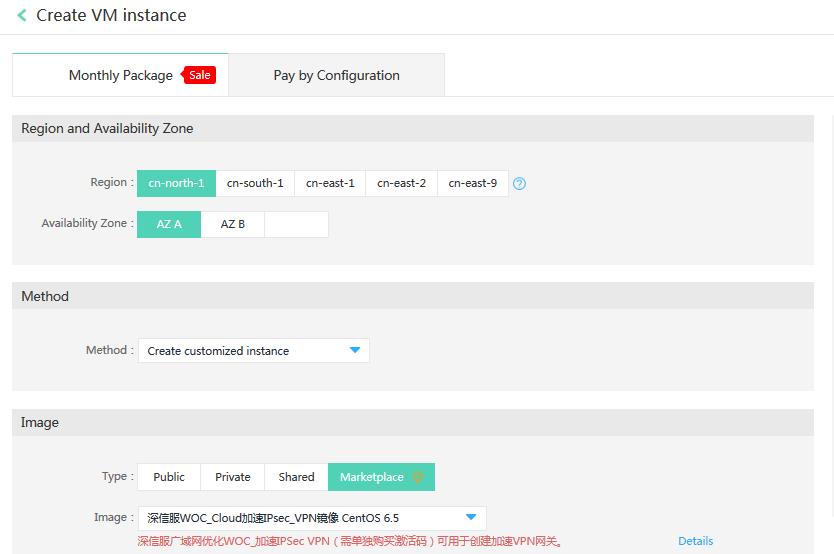 Create VM instance
Monthly Package Sale Pay by Configuration
Region and Availability Zone
Region : cn-north-1 cn-south-1 cn-east-1 cn-east-2 cn-east-9 ?
Availability Zone : AZ A AZ B
Method
Method : Create customized instance
Image
Type : Public Private Shared Marketplace
Image : 深信服WOC_Cloud加速IPsec_VPN镜像 CentOS 6.5
深信服广域网优化WOC_加速IPSec VPN（需单独购买激活码）可用于创建加速VPN网关。 Details